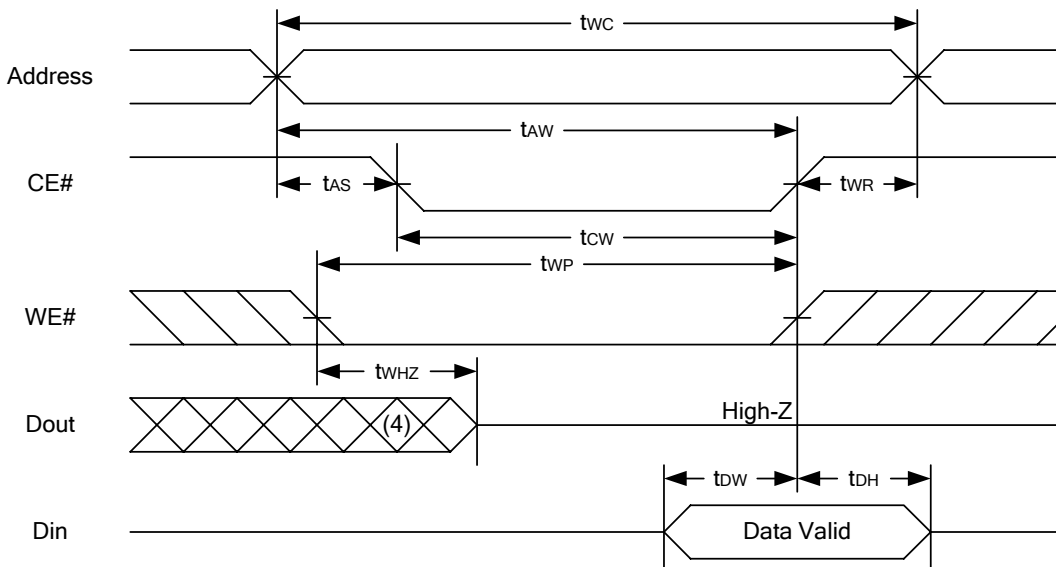 tWC
Address
tAW
CE#
tAS
tWR
tCW
tWP
WE#
tWHZ
Dout
(4)
High-Z
tDW
tDH
Din
Data Valid